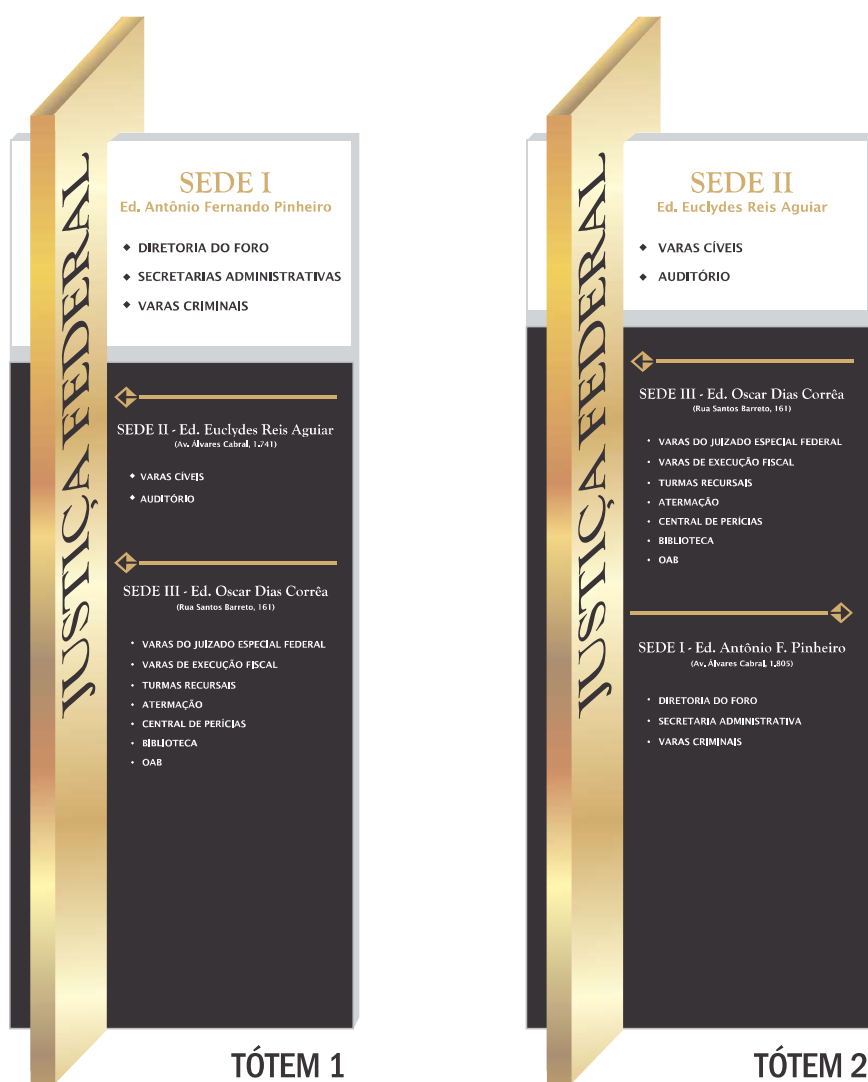 JUSTIÇA FEDERAL
SEDE I
Ed. Antônio Fernando Pinheiro
DIRETORIA DO FORO
SECRETARIAS ADMINISTRATIVAS
VARAS CRIMINAIS
SEDE II - Ed. Euclydes Reis Aguiar
(Av. Álvares Cabral, 1.741)
VARAS CÍVEIS
AUDITÓRIO
SEDE III - Ed. Oscar Dias Corrêa
(Rua Santos Barreto, 161)
VARAS DO JUIZADO ESPECIAL FEDERAL
VARAS DE EXECUÇÃO FISCAL
TURMAS RECURSAIS
ATERMAÇÃO
CENTRAL DE PERÍCIAS
BIBLIOTECA
OAB
TÓTEM 1
JUSTIÇA FEDERAL
SEDE II
Ed. Euclydes Reis Aguiar
VARAS CÍVEIS
AUDITÓRIO
SEDE III - Ed. Oscar Dias Corrêa
(Rua Santos Barreto, 161)
VARAS DO JUIZADO ESPECIAL FEDERAL
VARAS DE EXECUÇÃO FISCAL
TURMAS RECURSAIS
ATERMAÇÃO
CENTRAL DE PERÍCIAS
BIBLIOTECA
OAB
SEDE I - Ed. Antônio F. Pinheiro
(Av. Álvares Cabral, 1.805)
DIRETORIA DO FORO
SECRETARIA ADMINISTRATIVA
VARAS CRIMINAIS
TÓTEM 2